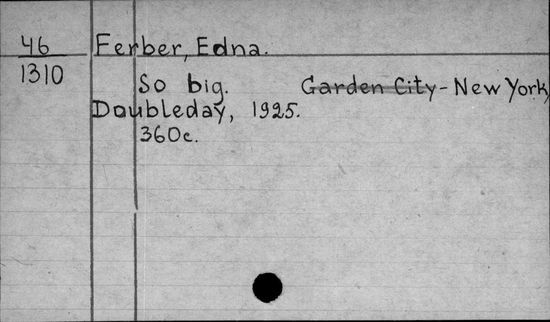 46 Ferber, Edna.
1310
So big. Garden City - New York,
Doubleday, 1925.
360c.